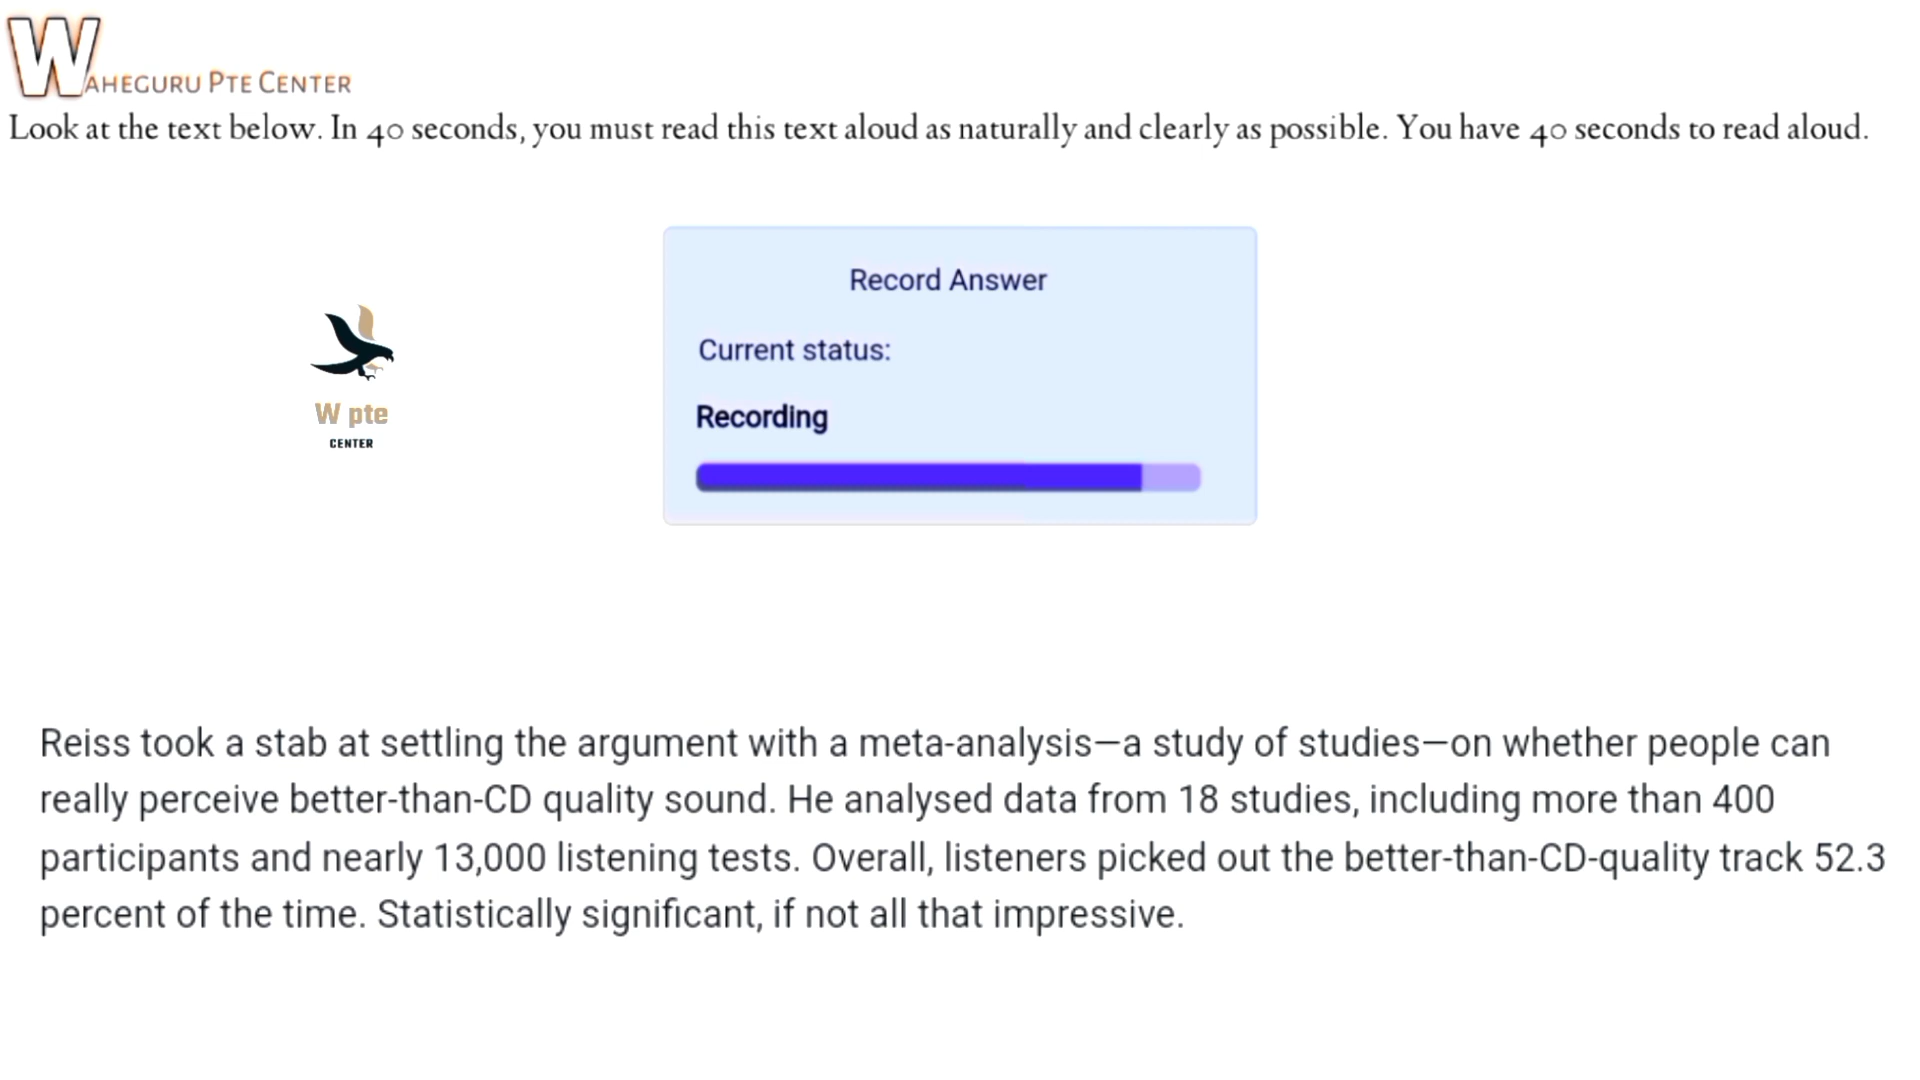 WAHEGURU PTE CENTER
Look at the text below. In 40 seconds, you must read this text aloud as naturally and clearly as possible. You have 40 seconds to read aloud.
Record Answer
Current status:
Recording
W pte
CENTER
Reiss took a stab at settling the argument with a meta-analysis—a study of studies—on whether people can
really perceive better-than-CD quality sound. He analysed data from 18 studies, including more than 400
participants and nearly 13,000 listening tests. Overall, listeners picked out the better-than-CD-quality track 52.3
percent of the time. Statistically significant, if not all that impressive.